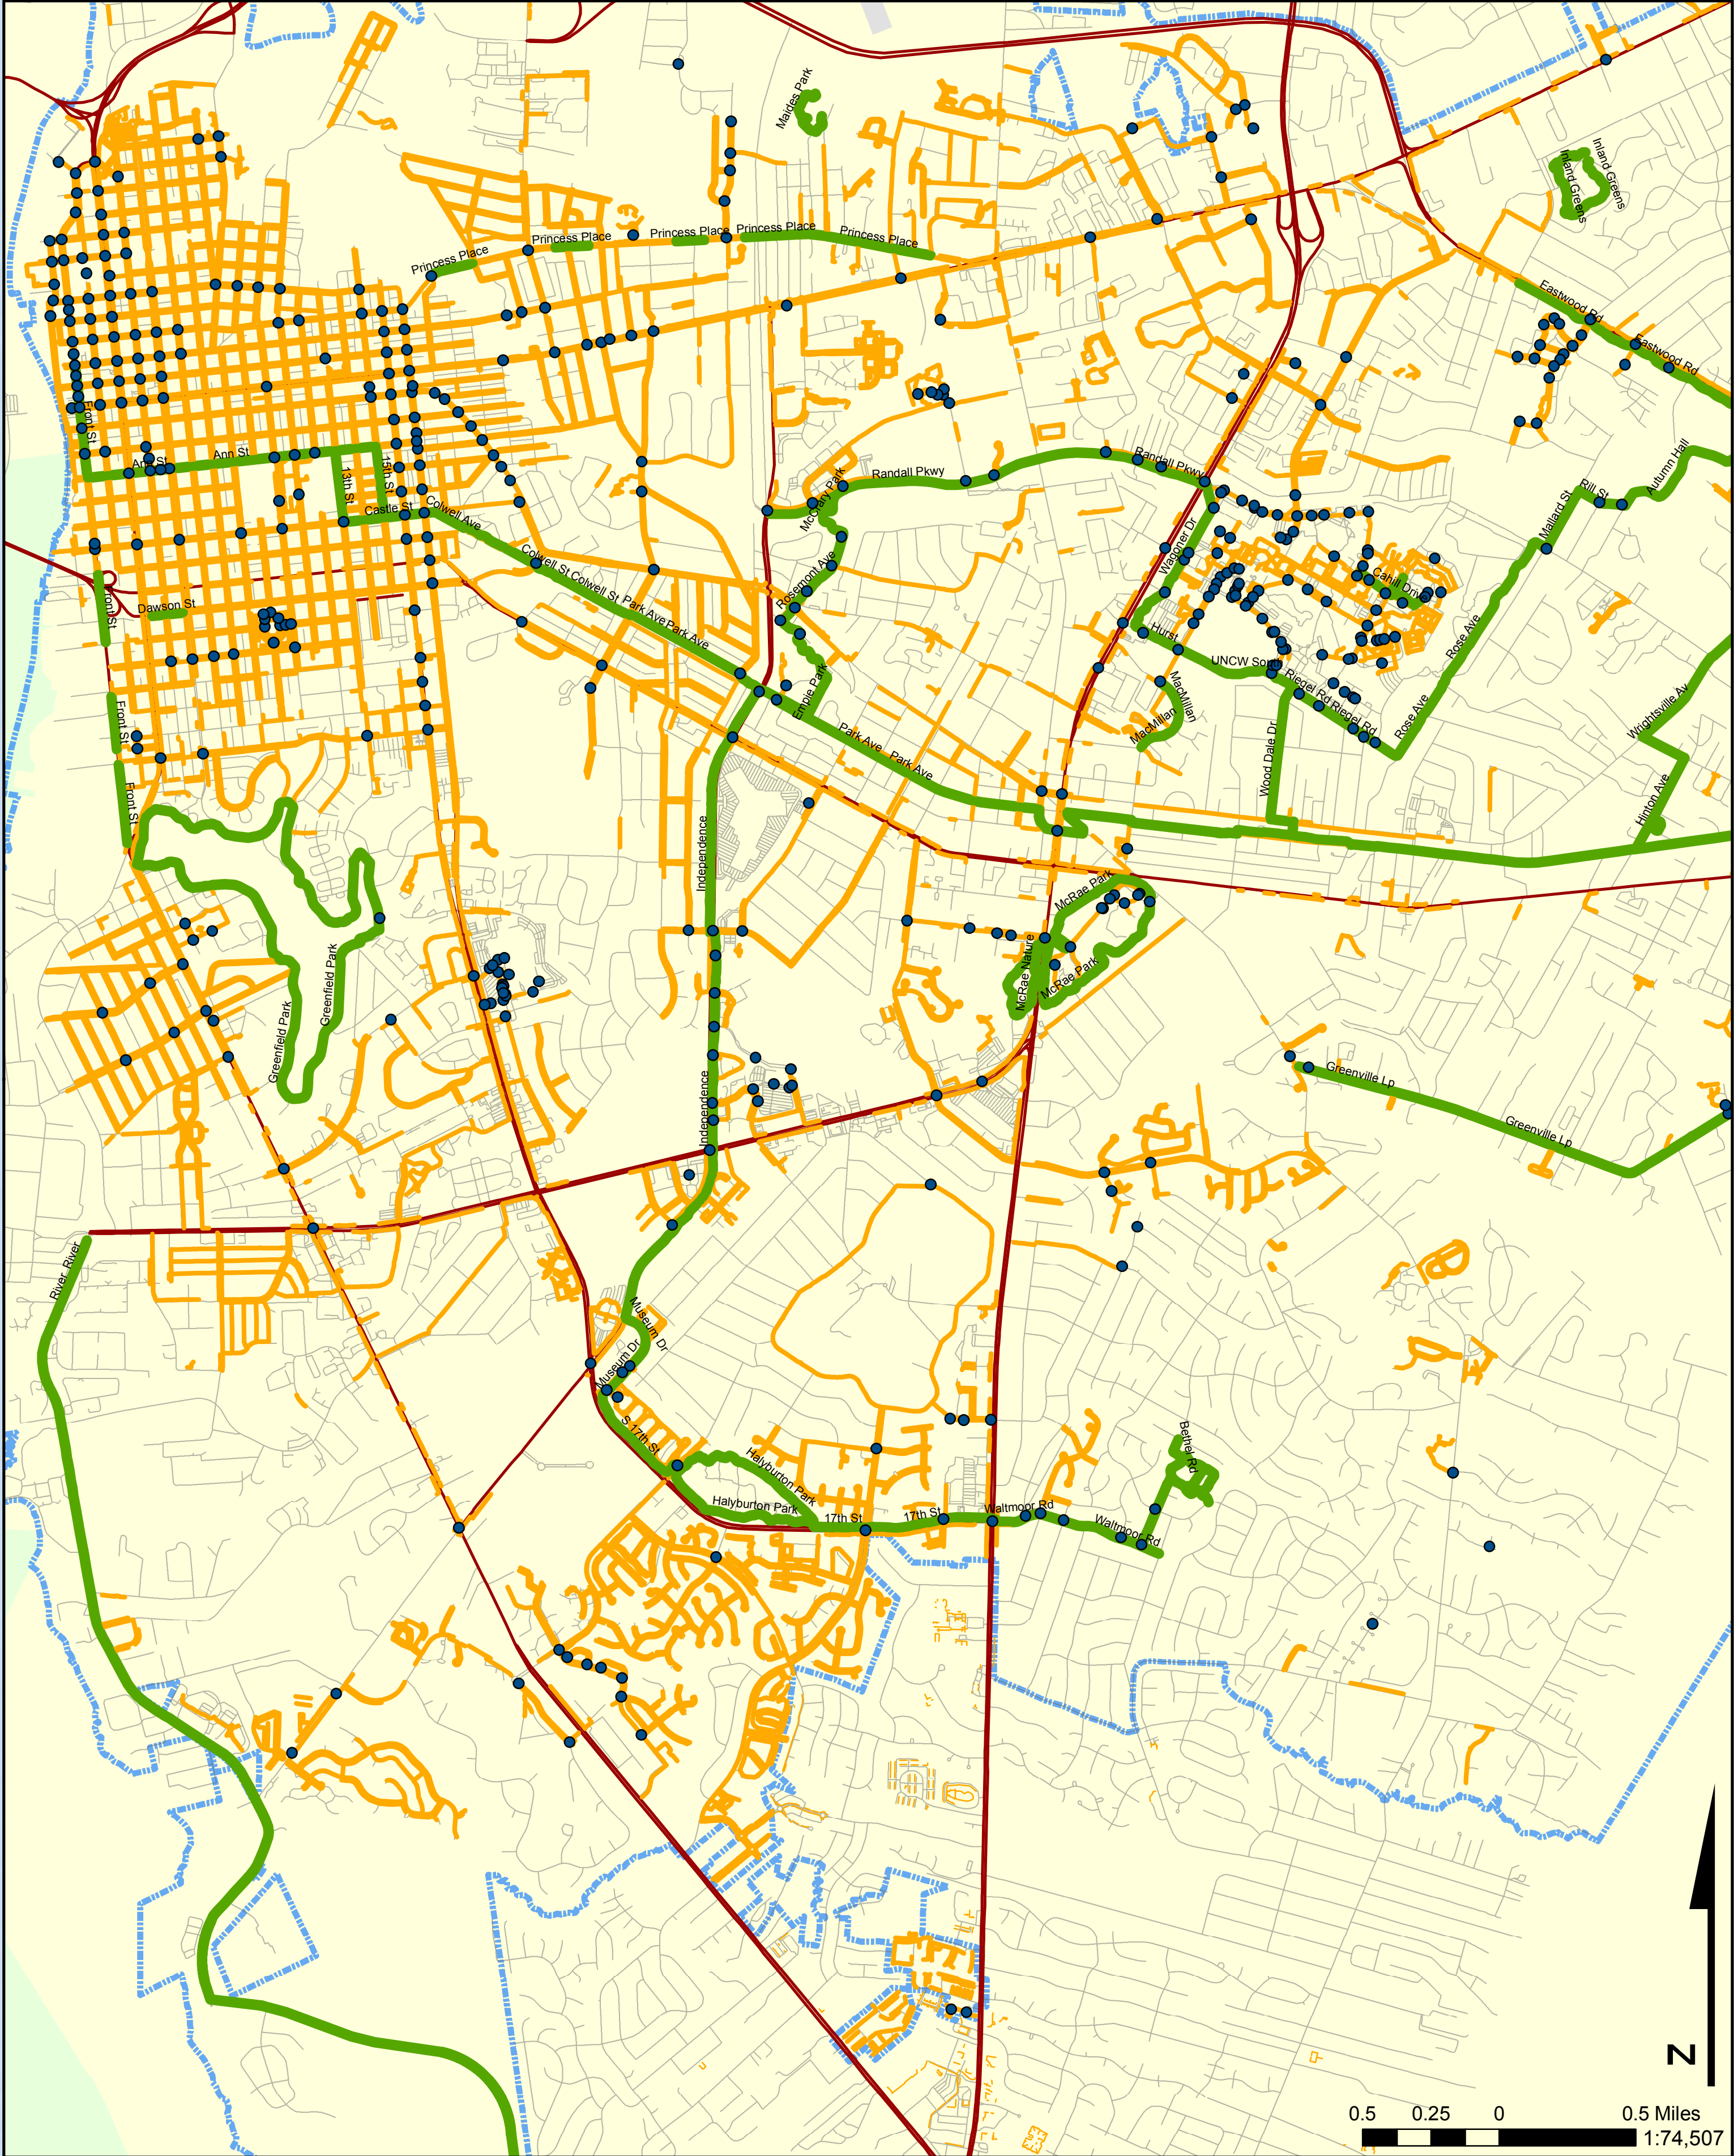 Maides Park
Inland Greens
Inland Greens
Princess Place
Princess Place
Princess Place
Princess Place
Princess Place
Eastwood Rd
Eastwood Rd
Front St
Ann St
Ann St
13th St
15th St
Castle St
Colwell Ave
Randall Pkwy
Randall Pkwy
McCrary Park
Autumn Hall
Rill St
Mallard St
Wagoner Dr
Colwell St
Colwell St
Park Ave
Park Ave
Rosemont Ave
Cahill Drive
Front St
Dawson St
Hurst
UNCW South
Riegel Rd
Riegel Rd
Rose Ave
Rose Ave
Empie Park
MacMillan
MacMillan
Wrightsville Av
Front St
Park Ave
Park Ave
Wood Dale Dr
Front St
Hinton Ave
Independence
McRae Park
McRae Nature
McRae Park
Greenfield Park
Greenfield Park
Independence
Greenville Lp
Greenville Lp
River
River
Museum Dr
Museum Dr
S 17th St
Halyburton Park
Halyburton Park
17th St
17th St
Waltmoor Rd
Waltmoor Rd
Bethel Rd
N
0.5 0.25 0 0.5 Miles
1:74,507